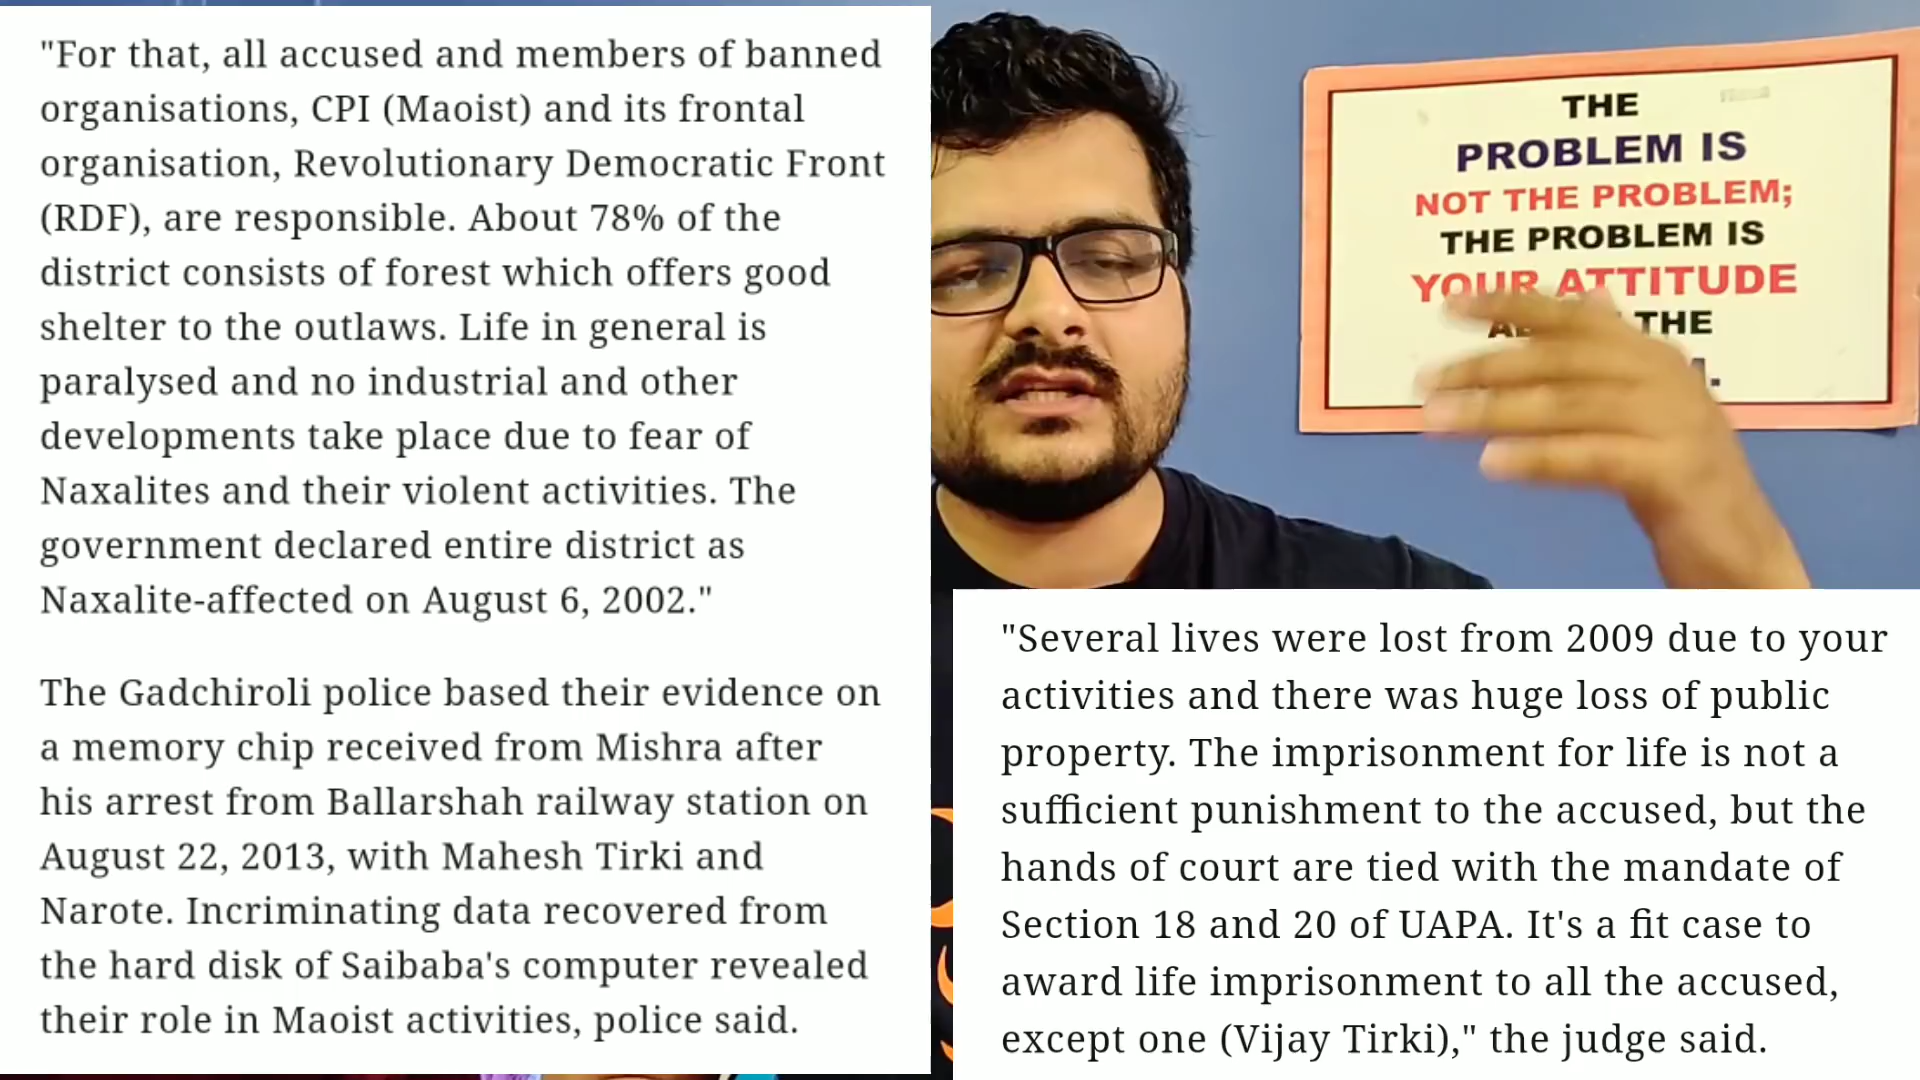 "For that, all accused and members of banned
organisations, CPI (Maoist) and its frontal
organisation, Revolutionary Democratic Front
(RDF), are responsible. About 78% of the
district consists of forest which offers good
shelter to the outlaws. Life in general is
paralysed and no industrial and other
developments take place due to fear of
Naxalites and their violent activities. The
government declared entire district as
Naxalite-affected on August 6, 2002."
The Gadchiroli police based their evidence on
a memory chip received from Mishra after
his arrest from Ballarshah railway station on
August 22, 2013, with Mahesh Tirki and
Narote. Incriminating data recovered from
the hard disk of Saibaba's computer revealed
their role in Maoist activities, police said.
THE
PROBLEM IS
NOT THE PROBLEM;
THE PROBLEM IS
YOUR ATTITUDE
THE
"Several lives were lost from 2009 due to your
activities and there was huge loss of public
property. The imprisonment for life is not a
sufficient punishment to the accused, but the
hands of court are tied with the mandate of
Section 18 and 20 of UAPA. It's a fit case to
award life imprisonment to all the accused,
except one (Vijay Tirki)," the judge said.